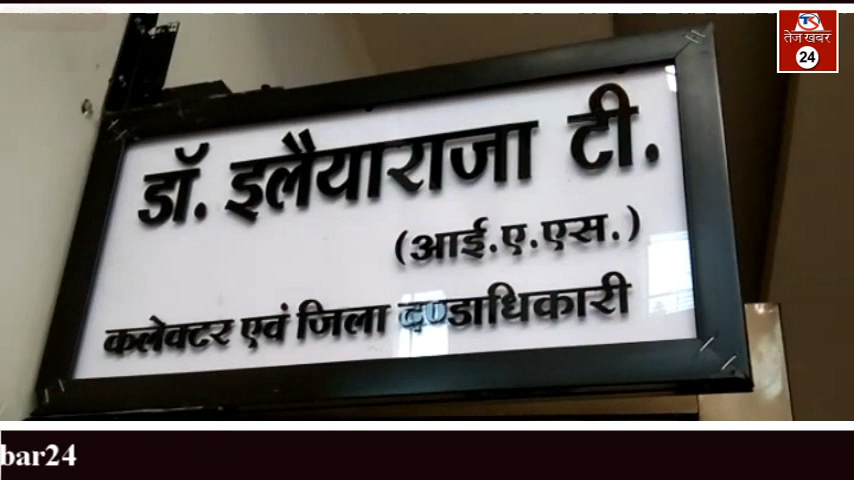 तेज खबर
24
डॉ. इलैयाराजा टी.
(आई.ए.एस.)
कलेक्टर एवं जिला दण्डाधिकारी
bar24